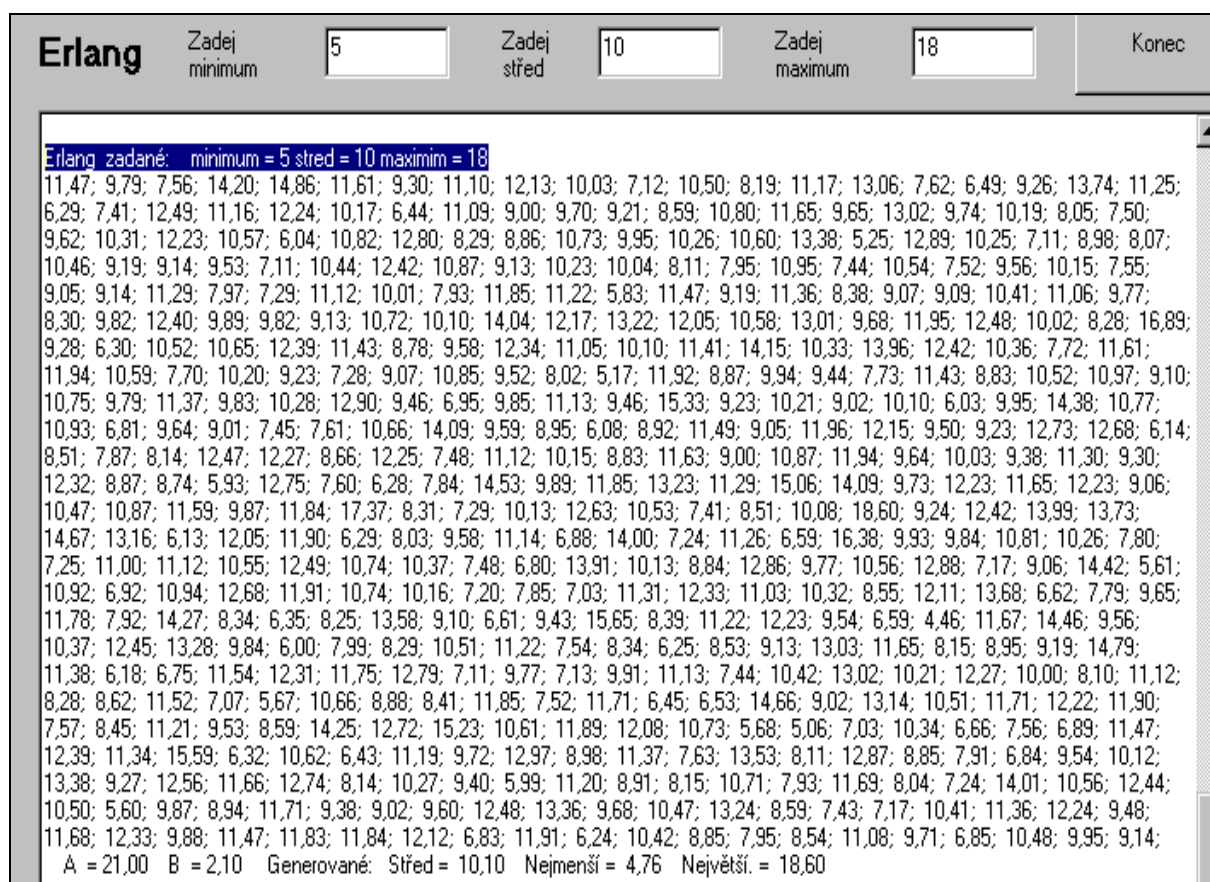 Erlang Zadej minimum 5 Zadej střed 10 Zadej maximum 18 Konec
Erlang zadané: minimum = 5 stred = 10 maximim = 18
11,47; 9,79; 7,56; 14,20; 14,86; 11,61; 9,30; 11,10; 12,13; 10,03; 7,12; 10,50; 8,19; 11,17; 13,06; 7,62; 6,49; 9,26; 13,74; 11,25;
6,29; 7,41; 12,49; 11,16; 12,24; 10,17; 6,44; 11,09; 9,00; 9,70; 9,21; 8,59; 10,80; 11,65; 9,65; 13,02; 9,74; 10,19; 8,05; 7,50;
9,62; 10,31; 12,23; 10,57; 6,04; 10,82; 12,80; 8,29; 8,86; 10,73; 9,95; 10,26; 10,60; 13,38; 5,25; 12,89; 10,25; 7,11; 8,98; 8,07;
10,46; 9,19; 9,14; 9,53; 7,11; 10,44; 12,42; 10,87; 9,13; 10,23; 10,04; 8,11; 7,95; 10,95; 7,44; 10,54; 7,52; 9,56; 10,15; 7,55;
9,05; 9,14; 11,29; 7,97; 7,29; 11,12; 10,01; 7,93; 11,85; 11,22; 5,83; 11,47; 9,19; 11,36; 8,38; 9,07; 9,09; 10,41; 11,06; 9,77;
8,30; 9,82; 12,40; 9,89; 9,82; 9,13; 10,72; 10,10; 14,04; 12,17; 13,22; 12,05; 10,58; 13,01; 9,68; 11,95; 12,48; 10,02; 8,28; 16,89;
9,28; 6,30; 10,52; 10,65; 12,39; 11,43; 8,78; 9,58; 12,34; 11,05; 10,10; 11,41; 14,15; 10,33; 13,96; 12,42; 10,36; 7,72; 11,61;
11,94; 10,59; 7,70; 10,20; 9,23; 7,28; 9,07; 10,85; 9,52; 8,02; 5,17; 11,92; 8,87; 9,94; 9,44; 7,73; 11,43; 8,83; 10,52; 10,97; 9,10;
10,75; 9,79; 11,37; 9,83; 10,28; 12,90; 9,46; 6,95; 9,85; 11,13; 9,46; 15,33; 9,23; 10,21; 9,02; 10,10; 6,03; 9,95; 14,38; 10,77;
10,93; 6,81; 9,64; 9,01; 7,45; 7,61; 10,66; 14,09; 9,59; 8,95; 6,08; 8,92; 11,49; 9,05; 11,96; 12,15; 9,50; 9,23; 12,73; 12,68; 6,14;
8,51; 7,87; 8,14; 12,47; 12,27; 8,66; 12,25; 7,48; 11,12; 10,15; 8,83; 11,63; 9,00; 10,87; 11,94; 9,64; 10,03; 9,38; 11,30; 9,30;
12,32; 8,87; 8,74; 5,93; 12,75; 7,60; 6,28; 7,84; 14,53; 9,89; 11,85; 13,23; 11,29; 15,06; 14,09; 9,73; 12,23; 11,65; 12,23; 9,06;
10,47; 10,87; 11,59; 9,87; 11,84; 17,37; 8,31; 7,29; 10,13; 12,63; 10,53; 7,41; 8,51; 10,08; 18,60; 9,24; 12,42; 13,99; 13,73;
14,67; 13,16; 6,13; 12,05; 11,90; 6,29; 8,03; 9,58; 11,14; 6,88; 14,00; 7,24; 11,26; 6,59; 16,38; 9,93; 9,84; 10,81; 10,26; 7,80;
7,25; 11,00; 11,12; 10,55; 12,49; 10,74; 10,37; 7,48; 6,80; 13,91; 10,13; 8,84; 12,86; 9,77; 10,56; 12,88; 7,17; 9,06; 14,42; 5,61;
10,92; 6,92; 10,94; 12,68; 11,91; 10,74; 10,16; 7,20; 7,85; 7,03; 11,31; 12,33; 11,03; 10,32; 8,55; 12,11; 13,68; 6,62; 7,79; 9,65;
11,78; 7,92; 14,27; 8,34; 6,35; 8,25; 13,58; 9,10; 6,61; 9,43; 15,65; 8,39; 11,22; 12,23; 9,54; 6,59; 4,46; 11,67; 14,46; 9,56;
10,37; 12,45; 13,28; 9,84; 6,00; 7,99; 8,29; 10,51; 11,22; 7,54; 8,34; 6,25; 8,53; 9,13; 13,03; 11,65; 8,15; 8,95; 9,19; 14,79;
11,38; 6,18; 6,75; 11,54; 12,31; 11,75; 12,79; 7,11; 9,77; 7,13; 9,91; 11,13; 7,44; 10,42; 13,02; 10,21; 12,27; 10,00; 8,10; 11,12;
8,28; 8,62; 11,52; 7,07; 5,67; 10,66; 8,88; 8,41; 11,85; 7,52; 11,71; 6,45; 6,53; 14,66; 9,02; 13,14; 10,51; 11,71; 12,22; 11,90;
7,57; 8,45; 11,21; 9,53; 8,59; 14,25; 12,72; 15,23; 10,61; 11,89; 12,08; 10,73; 5,68; 5,06; 7,03; 10,34; 6,66; 7,56; 6,89; 11,47;
12,39; 11,34; 15,59; 6,32; 10,62; 6,43; 11,19; 9,72; 12,97; 8,98; 11,37; 7,63; 13,53; 8,11; 12,87; 8,85; 7,91; 6,84; 9,54; 10,12;
13,38; 9,27; 12,56; 11,66; 12,74; 8,14; 10,27; 9,40; 5,99; 11,20; 8,91; 8,15; 10,71; 7,93; 11,69; 8,04; 7,24; 14,01; 10,56; 12,44;
10,50; 5,60; 9,87; 8,94; 11,71; 9,38; 9,02; 9,60; 12,48; 13,36; 9,68; 10,47; 13,24; 8,59; 7,43; 7,17; 10,41; 11,36; 12,24; 9,48;
11,68; 12,33; 9,88; 11,47; 11,83; 11,84; 12,12; 6,83; 11,91; 6,24; 10,42; 8,85; 7,95; 8,54; 11,08; 9,71; 6,85; 10,48; 9,95; 9,14;
A = 21,00 B = 2,10 Generované: Střed = 10,10 Nejmenší = 4,76 Největší. = 18,60